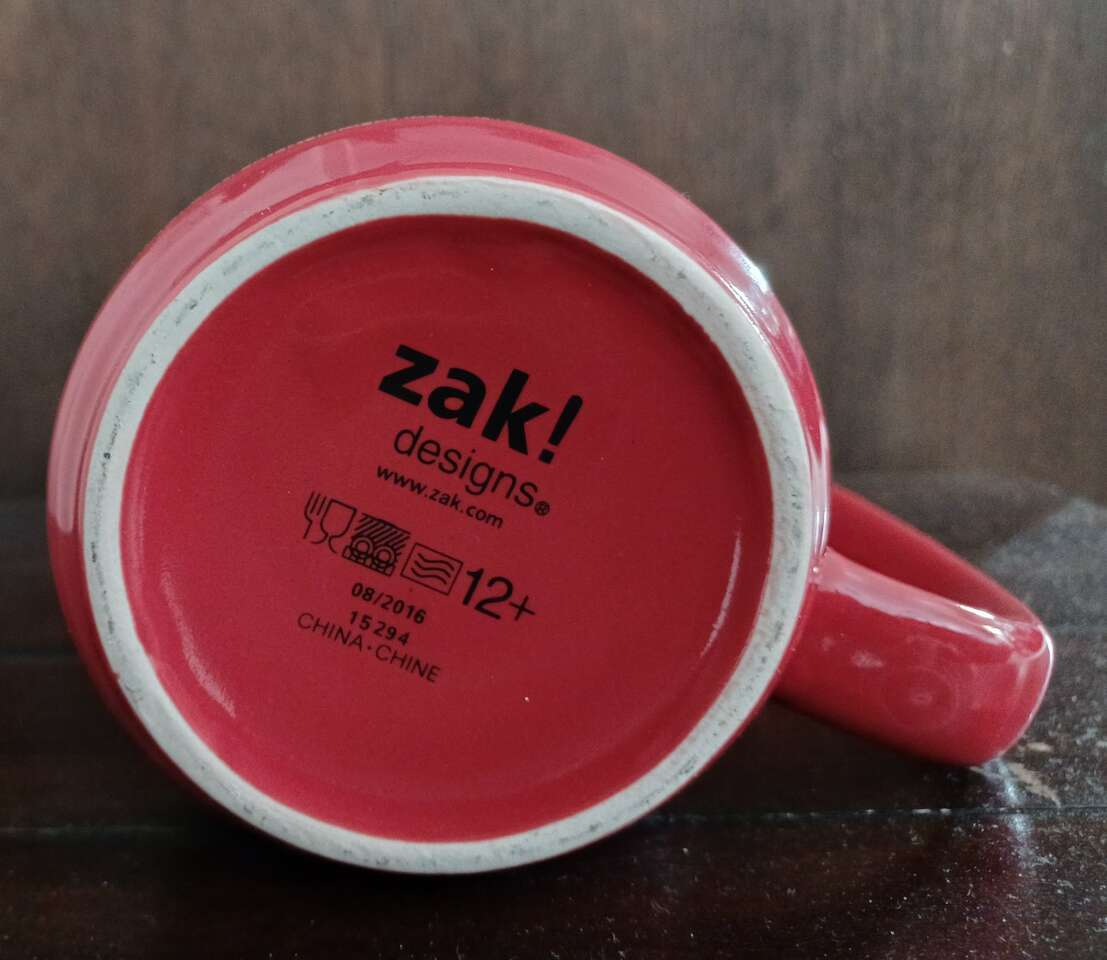 zak!
designs®
www.zak.com
12+
08/2016
15294
CHINA·CHINE